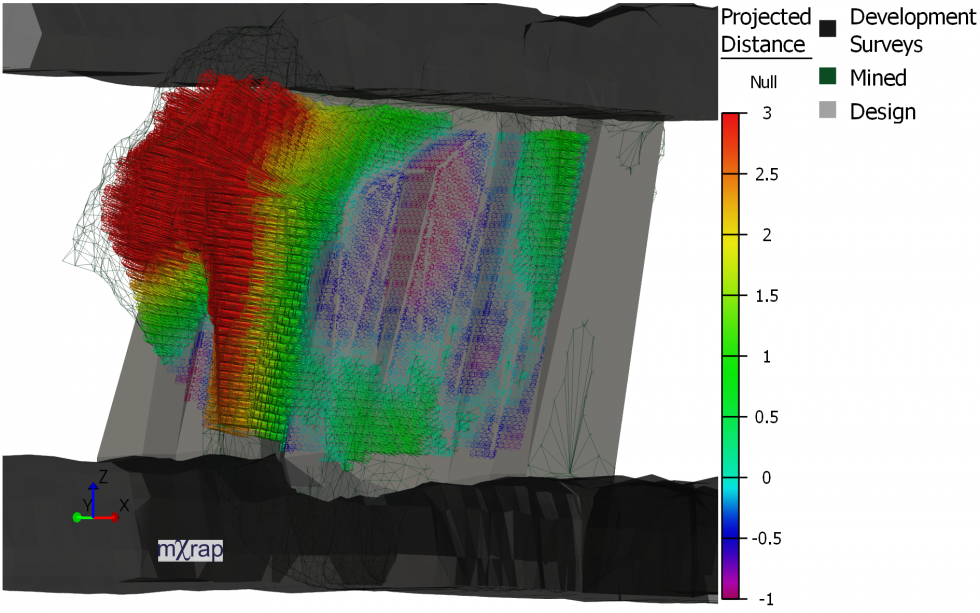 Projected
Distance
Null
3
2.5
2
1.5
1
0.5
0
-0.5
-1
Development
Surveys
Mined
Design
Z
Y
X
mχrap